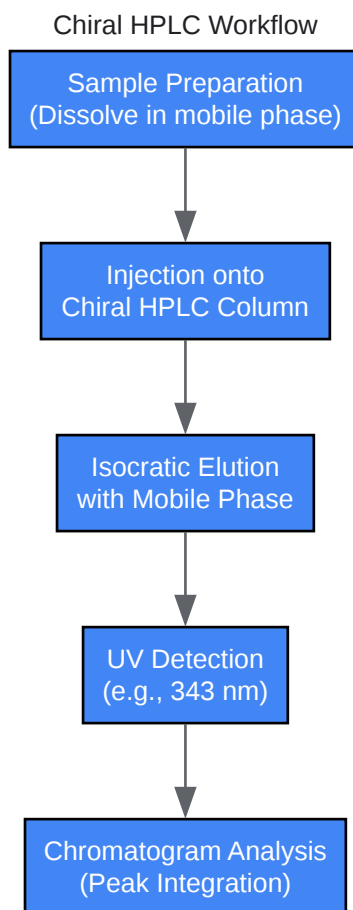 Chiral HPLC Workflow
Sample Preparation
(Dissolve in mobile phase)
Injection onto
Chiral HPLC Column
Isocratic Elution
with Mobile Phase
UV Detection
(e.g., 343 nm)
Chromatogram Analysis
(Peak Integration)